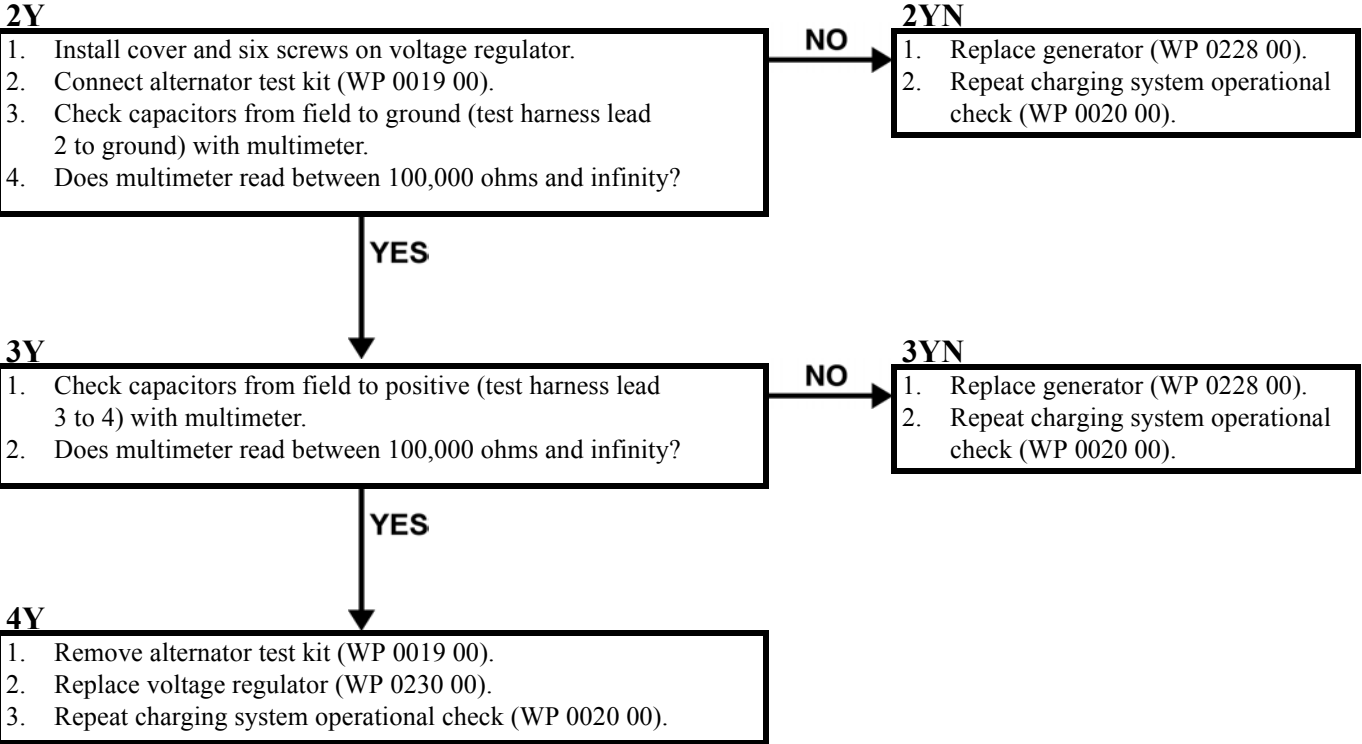 2Y
1. Install cover and six screws on voltage regulator.
2. Connect alternator test kit (WP 0019 00).
3. Check capacitors from field to ground (test harness lead
2 to ground) with multimeter.
4. Does multimeter read between 100,000 ohms and infinity?
NO
2YN
1. Replace generator (WP 0228 00).
2. Repeat charging system operational
check (WP 0020 00).
YES
3Y
1. Check capacitors from field to positive (test harness lead
3 to 4) with multimeter.
2. Does multimeter read between 100,000 ohms and infinity?
NO
3YN
1. Replace generator (WP 0228 00).
2. Repeat charging system operational
check (WP 0020 00).
YES
4Y
1. Remove alternator test kit (WP 0019 00).
2. Replace voltage regulator (WP 0230 00).
3. Repeat charging system operational check (WP 0020 00).